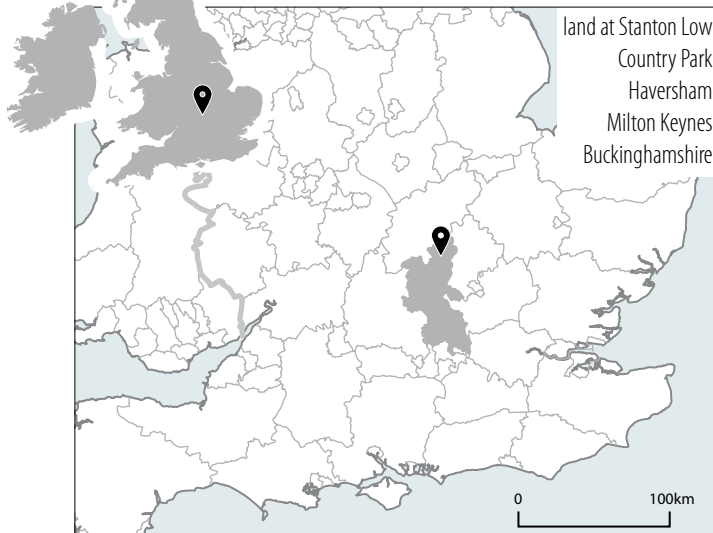 land at Stanton Low
Country Park
Haversham
Milton Keynes
Buckinghamshire
0 100km